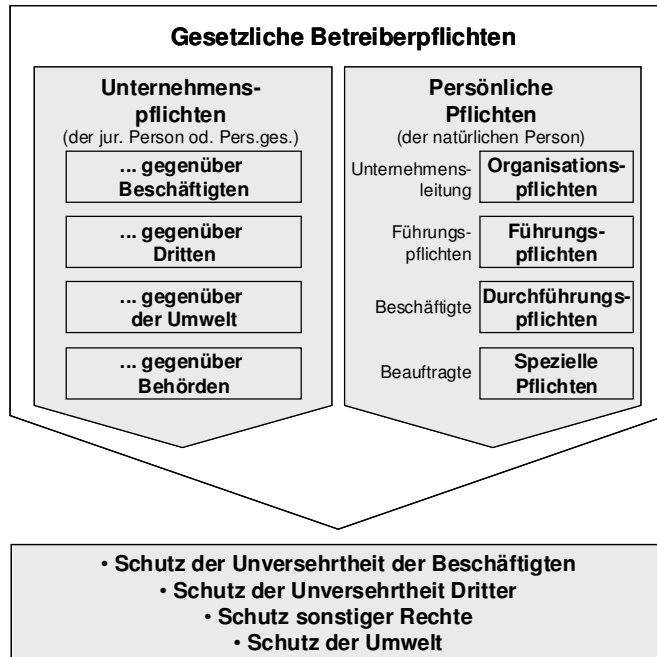 Gesetzliche Betreiberpflichten
Unternehmens-
pflichten
(der jur. Person od. Pers.ges.)
... gegenüber
Beschäftigten
... gegenüber
Dritten
... gegenüber
der Umwelt
... gegenüber
Behörden
Persönliche
Pflichten
(der natürlichen Person)
Unternehmens-
leitung
Organisations-
pflichten
Führungs-
pflichten
Führungs-
pflichten
Beschäftigte
Durchführungs-
pflichten
Beauftragte
Spezielle
Pflichten
• Schutz der Unversehrtheit der Beschäftigten
• Schutz der Unversehrtheit Dritter
• Schutz sonstiger Rechte
• Schutz der Umwelt